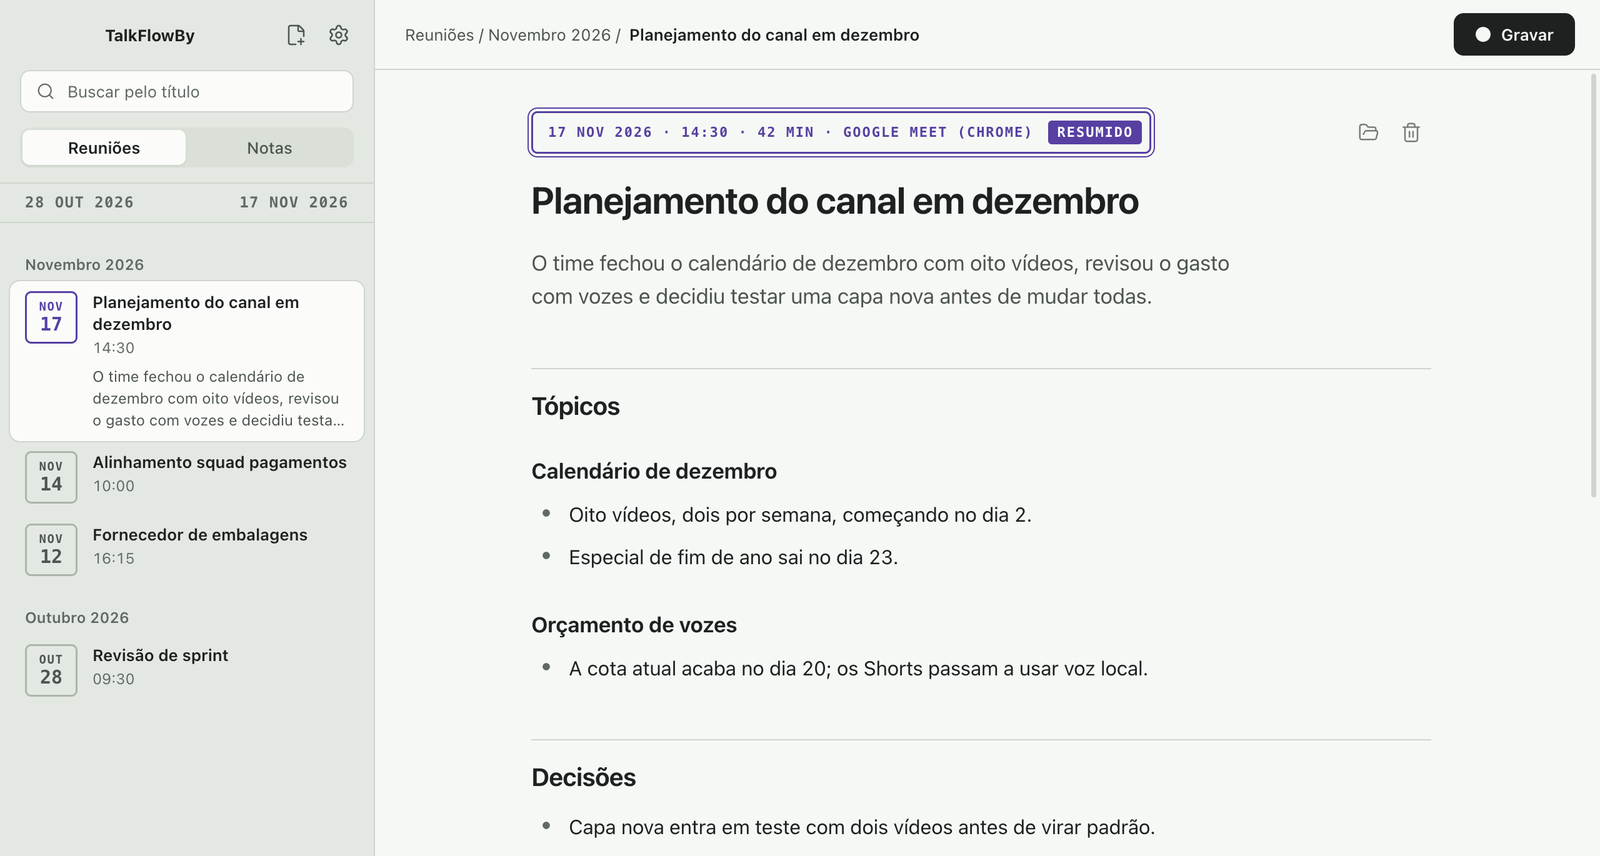 TalkFlowBy
Buscar pelo título
Reuniões
Notas
28 OUT 2026
17 NOV 2026
Novembro 2026
NOV
17
Planejamento do canal em
dezembro
14:30
O time fechou o calendário de
dezembro com oito vídeos, revisou
o gasto com vozes e decidiu testa...
NOV
14
Alinhamento squad pagamentos
10:00
NOV
12
Fornecedor de embalagens
16:15
Outubro 2026
OUT
28
Revisão de sprint
09:30
Reuniões / Novembro 2026 / Planejamento do canal em dezembro
Gravar
17 NOV 2026 · 14:30 · 42 MIN · GOOGLE MEET (CHROME) RESUMIDO
Planejamento do canal em dezembro
O time fechou o calendário de dezembro com oito vídeos, revisou o gasto
com vozes e decidiu testar uma capa nova antes de mudar todas.
Tópicos
Calendário de dezembro
• Oito vídeos, dois por semana, começando no dia 2.
• Especial de fim de ano sai no dia 23.
Orçamento de vozes
• A cota atual acaba no dia 20; os Shorts passam a usar voz local.
Decisões
• Capa nova entra em teste com dois vídeos antes de virar padrão.